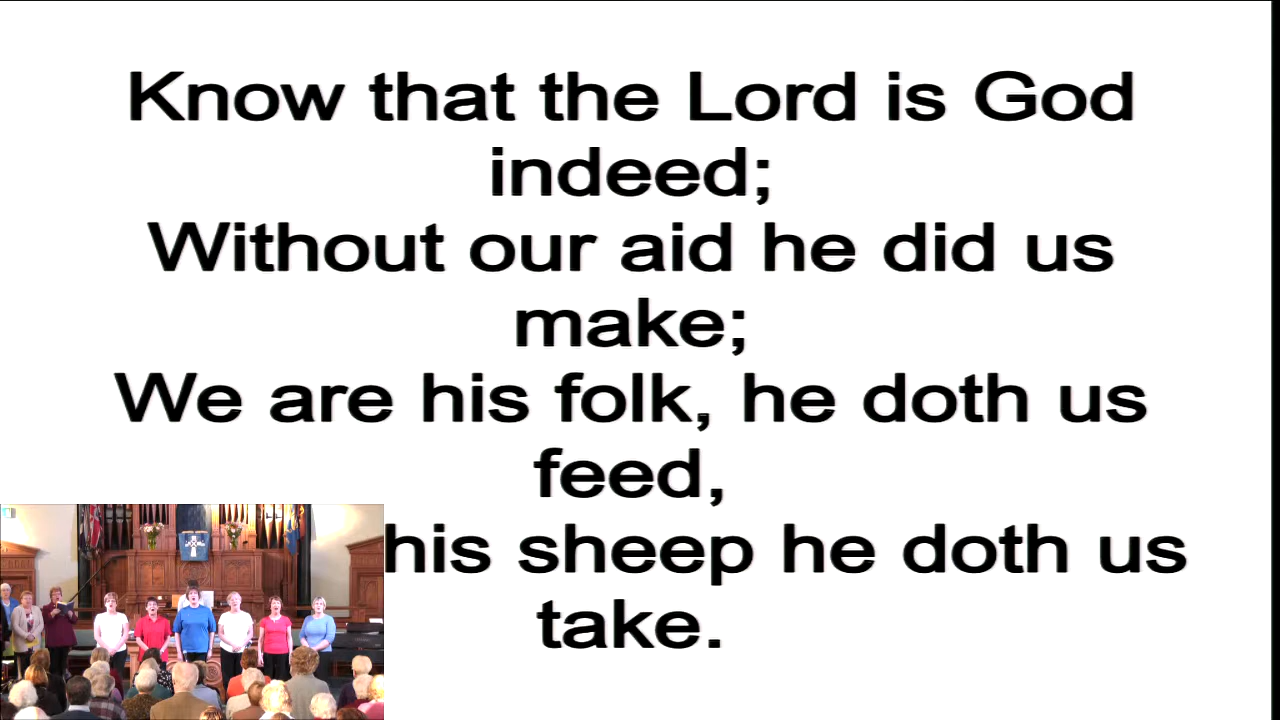 Know that the Lord is God
indeed;
Without our aid he did us
make;
We are his folk, he doth us
feed,
his sheep he doth us
take.